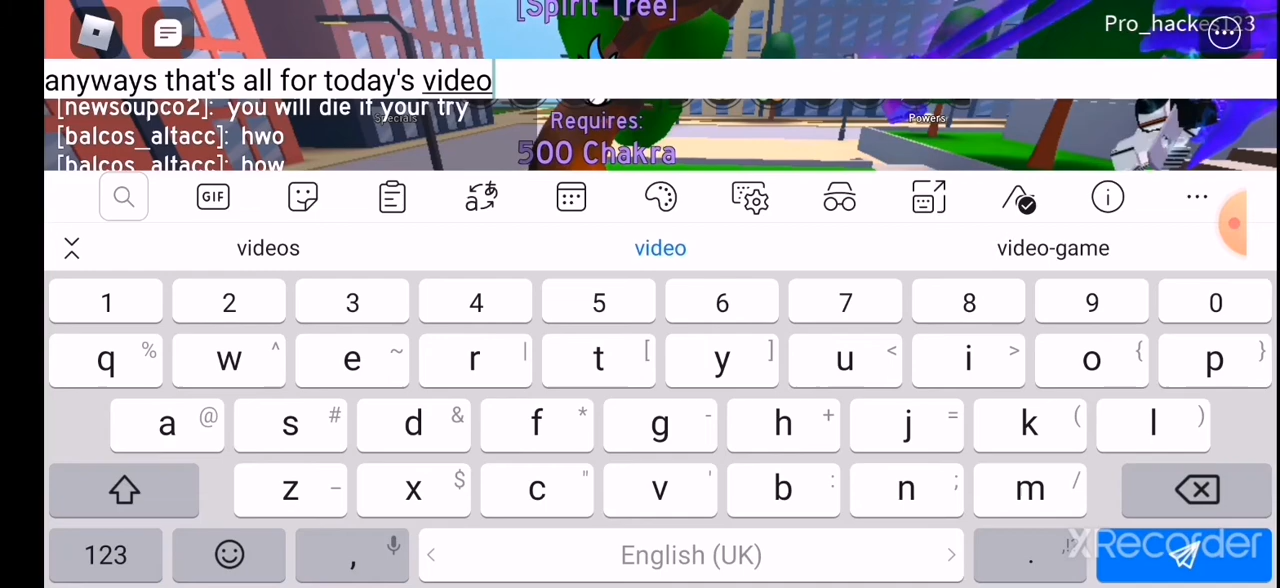 [Spirit Tree]
Pro_hacker123
anyways that's all for today's video
[newsoupco2]: you will die if your try
Specials
Powers
[balcos_altacc]: hwo
Requires:
500 Chakra
[balcos_altacc]: how
GIF
videos video video-game
1 2 3 4 5 6 7 8 9 0
q % w ^ e ~ r | t [ y ] u < i > o { p }
a @ s # d & f * g - h + j = k ( l )
z _ x $ c " v ' b : n ; m /
123 , < English (UK) > . !?
XRecorder